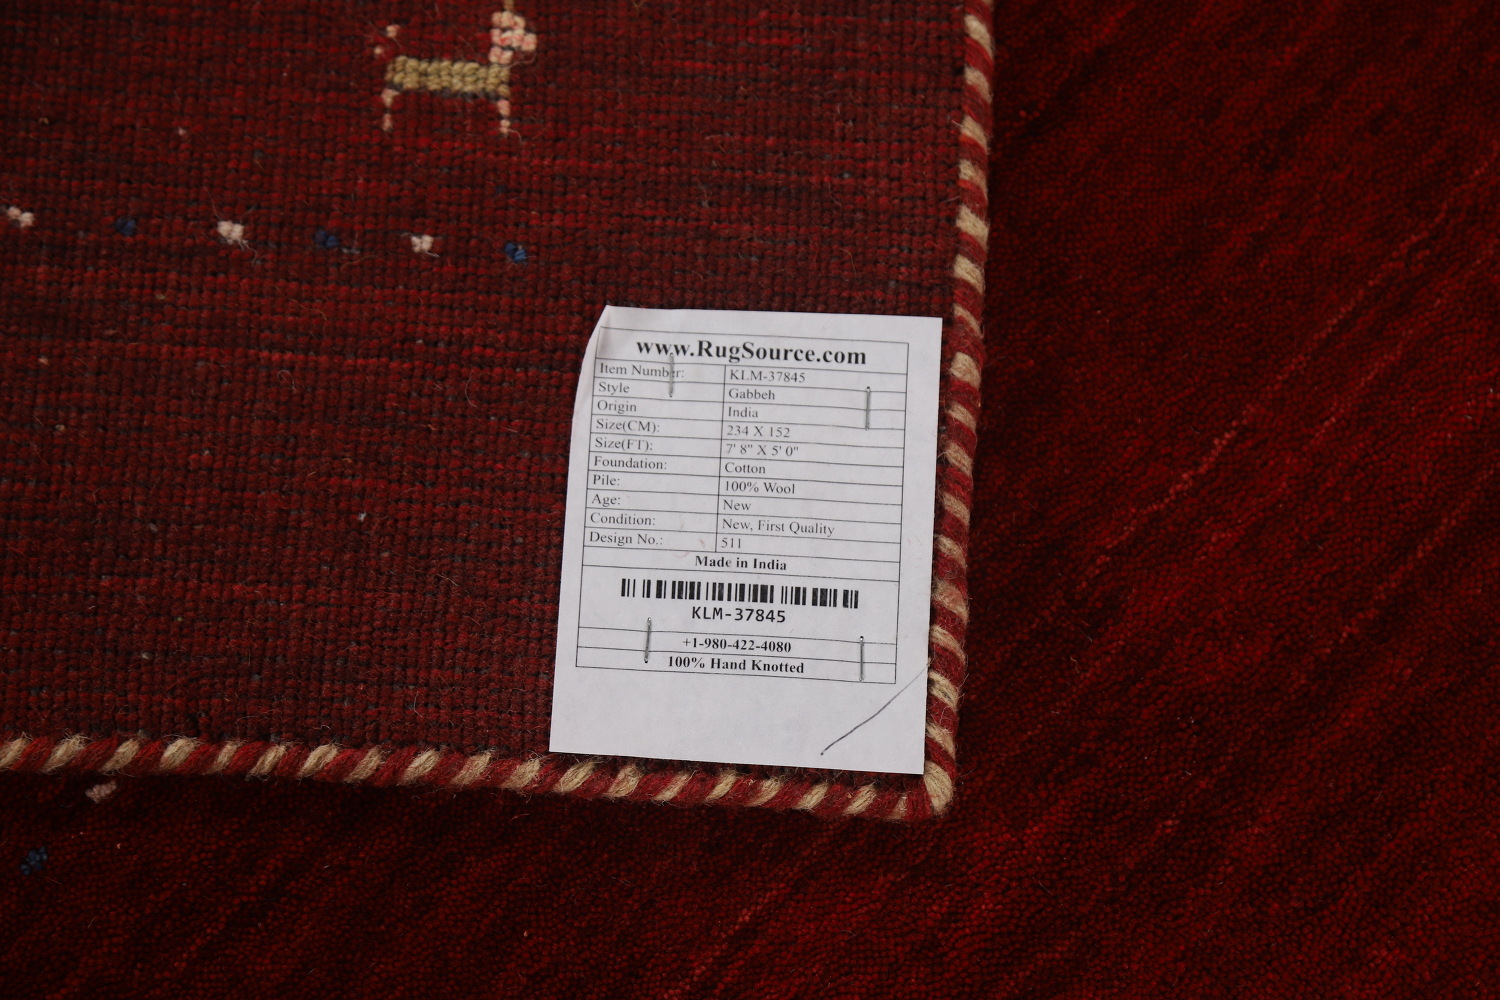 www.RugSource.com
Item Number: KLM-37845
Style Gabbeh
Origin India
Size(CM): 234 X 152
Size(FT): 7' 8" X 5' 0"
Foundation: Cotton
Pile: 100% Wool
Age: New
Condition: New, First Quality
Design No.: 511
Made in India
KLM-37845
+1-980-422-4080
100% Hand Knotted